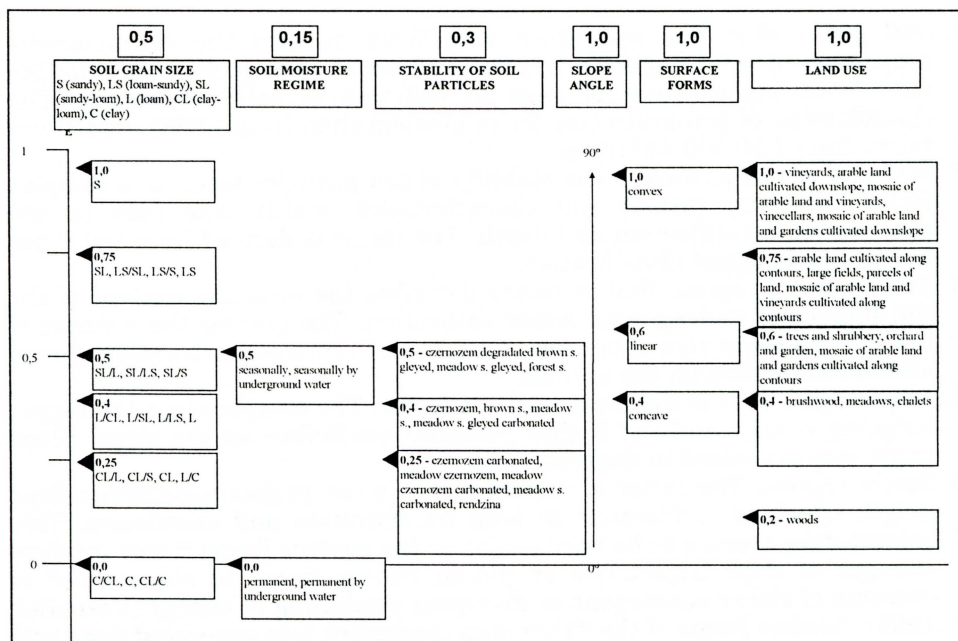 0,5
0,15
0,3
1,0
1,0
1,0
SOIL GRAIN SIZE
S (sandy), LS (loam-sandy), SL
(sandy-loam), L (loam), CL (clay-
loam), C (clay)
SOIL MOISTURE
REGIME
STABILITY OF SOIL
PARTICLES
SLOPE
ANGLE
SURFACE
FORMS
LAND USE
1
0,5
0
1,0
S
0,75
SL, LS/SL, LS/S, LS
0,5
SL/L, SL/LS, SL/S
0,4
L/CL, L/SL, L/LS, L
0,25
CL/L, CL/S, CL, L/C
0,0
C/CL, C, CL/C
0,5
seasonally, seasonally by
underground water
0,0
permanent, permanent by
underground water
0,5 - czernozem degradated brown s.
gleyed, meadow s. gleyed, forest s.
0,4 - czernozem, brown s., meadow
s., meadow s. gleyed carbonated
0,25 - czernozem carbonated,
meadow czernozem, meadow
czernozem carbonated, meadow s.
carbonated, rendzina
90°
0°
1,0
convex
0,6
linear
0,4
concave
1,0 - vineyards, arable land
cultivated downslope, mosaic of
arable land and vineyards,
vinecellars, mosaic of arable land
and gardens cultivated downslope
0,75 - arable land cultivated along
contours, large fields, parcels of
land, mosaic of arable land and
vineyards cultivated along
contours
0,6 - trees and shrubbery, orchard
and garden, mosaic of arable land
and gardens cultivated along
contours
0,4 - brushwood, meadows, chalets
0,2 - woods